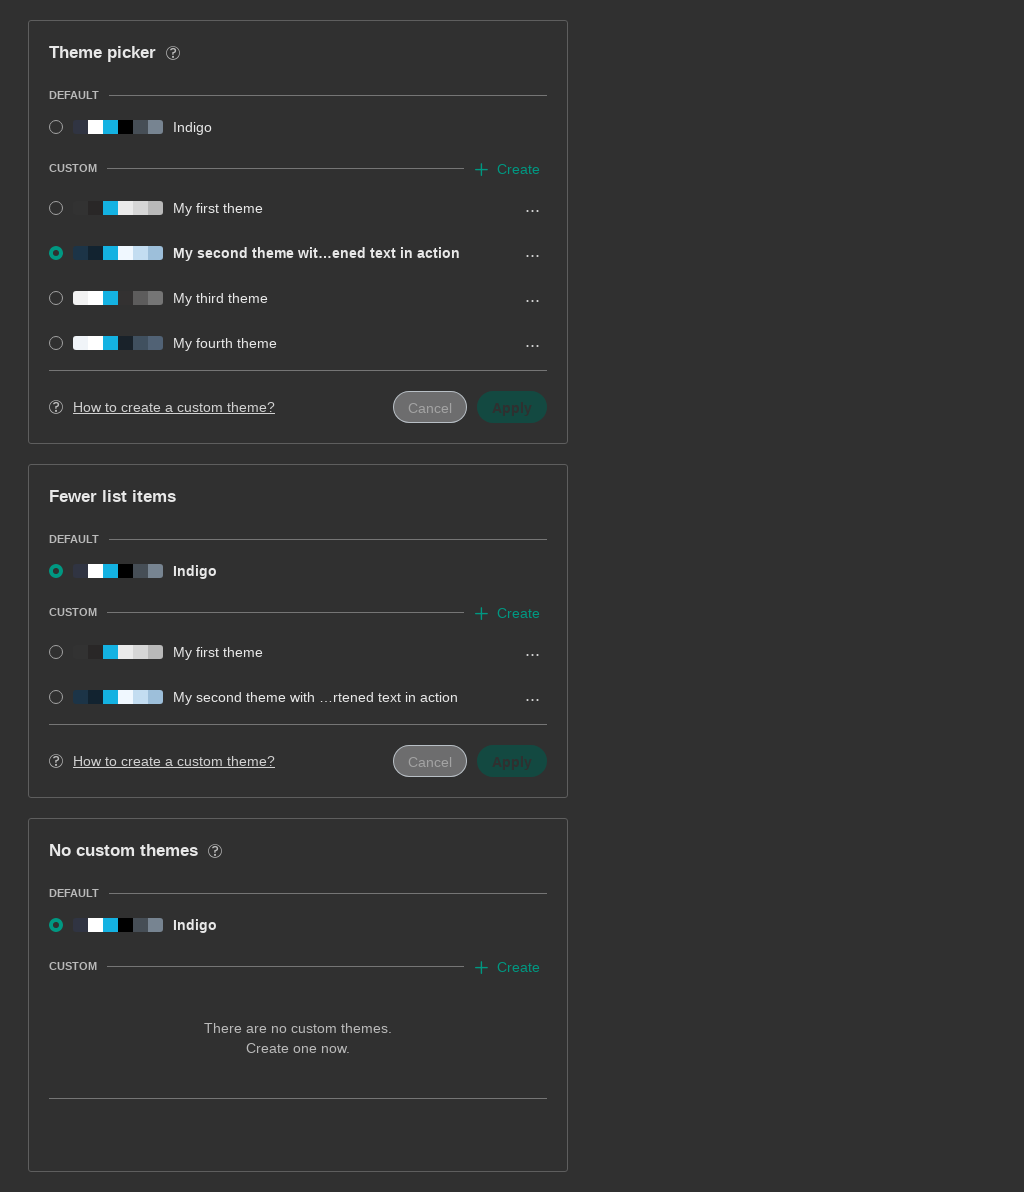 Theme picker
DEFAULT
Indigo
CUSTOM
Create
My first theme
...
My second theme wit…ened text in action
...
My third theme
...
My fourth theme
...
How to create a custom theme?
Cancel
Apply
Fewer list items
DEFAULT
Indigo
CUSTOM
Create
My first theme
...
My second theme with …rtened text in action
...
How to create a custom theme?
Cancel
Apply
No custom themes
DEFAULT
Indigo
CUSTOM
Create
There are no custom themes.
Create one now.